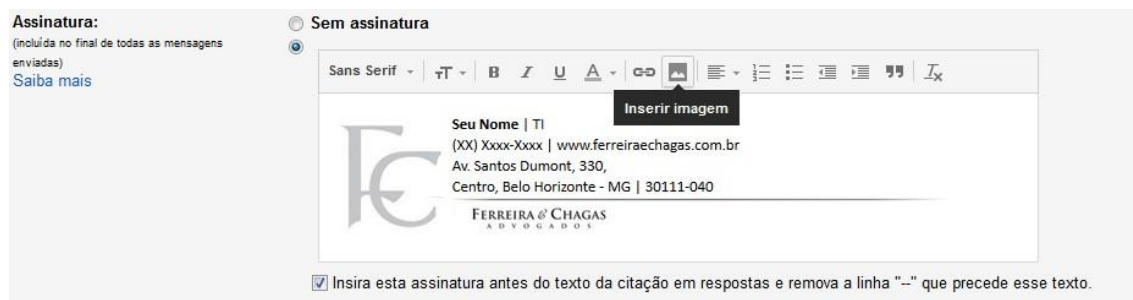 Assinatura:
(incluída no final de todas as mensagens
enviadas)
Saiba mais
Sem assinatura
Sans Serif
Inserir imagem
FC
Seu Nome | TI
(XX) Xxxx-Xxxx | www.ferreiraechagas.com.br
Av. Santos Dumont, 330,
Centro, Belo Horizonte - MG | 30111-040
FERREIRA & CHAGAS
ADVOGADOS
Insira esta assinatura antes do texto da citação em respostas e remova a linha "--" que precede esse texto.